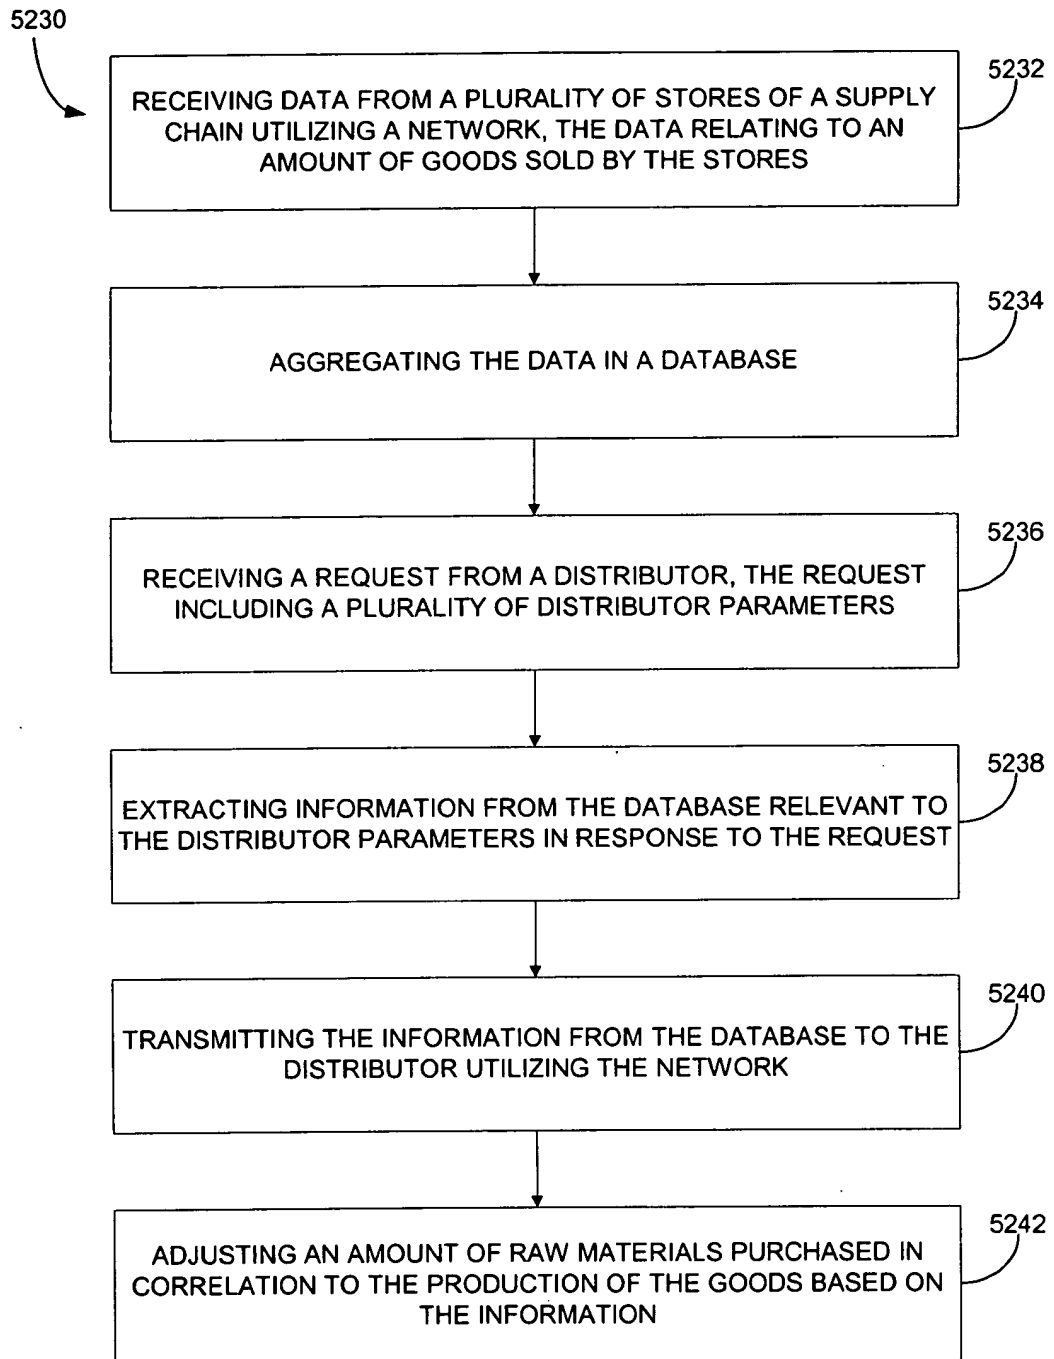 5230
5232
RECEIVING DATA FROM A PLURALITY OF STORES OF A SUPPLY
CHAIN UTILIZING A NETWORK, THE DATA RELATING TO AN
AMOUNT OF GOODS SOLD BY THE STORES
5234
AGGREGATING THE DATA IN A DATABASE
5236
RECEIVING A REQUEST FROM A DISTRIBUTOR, THE REQUEST
INCLUDING A PLURALITY OF DISTRIBUTOR PARAMETERS
5238
EXTRACTING INFORMATION FROM THE DATABASE RELEVANT TO
THE DISTRIBUTOR PARAMETERS IN RESPONSE TO THE REQUEST
5240
TRANSMITTING THE INFORMATION FROM THE DATABASE TO THE
DISTRIBUTOR UTILIZING THE NETWORK
5242
ADJUSTING AN AMOUNT OF RAW MATERIALS PURCHASED IN
CORRELATION TO THE PRODUCTION OF THE GOODS BASED ON
THE INFORMATION